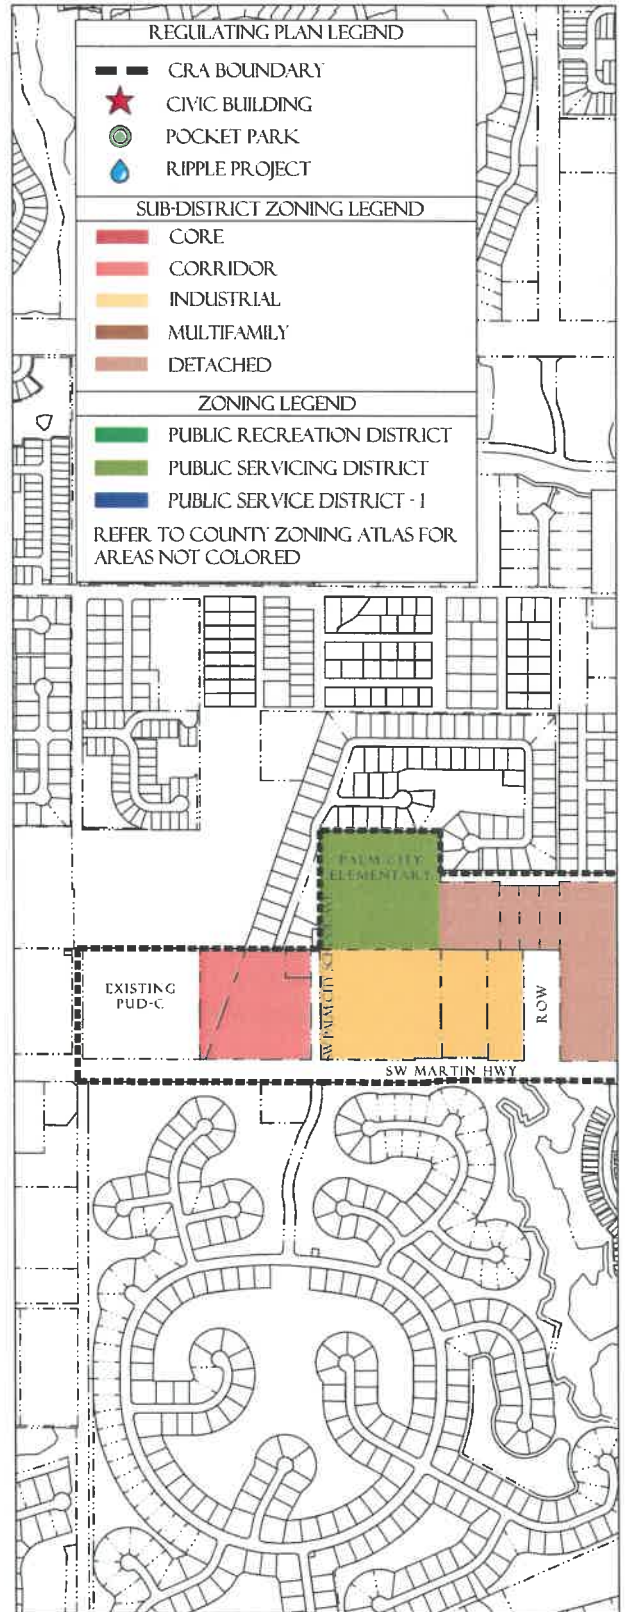 REGULATING PLAN LEGEND
CRA BOUNDARY
CIVIC BUILDING
POCKET PARK
RIPPLE PROJECT
SUB-DISTRICT ZONING LEGEND
CORE
CORRIDOR
INDUSTRIAL
MULTIFAMILY
DETACHED
ZONING LEGEND
PUBLIC RECREATION DISTRICT
PUBLIC SERVICING DISTRICT
PUBLIC SERVICE DISTRICT - 1
REFER TO COUNTY ZONING ATLAS FOR
AREAS NOT COLORED
PALM CITY
ELEMENTARY
EXISTING
PUD-C
SW PALM CITY SCHOOL AVE
ROW
SW MARTIN HWY